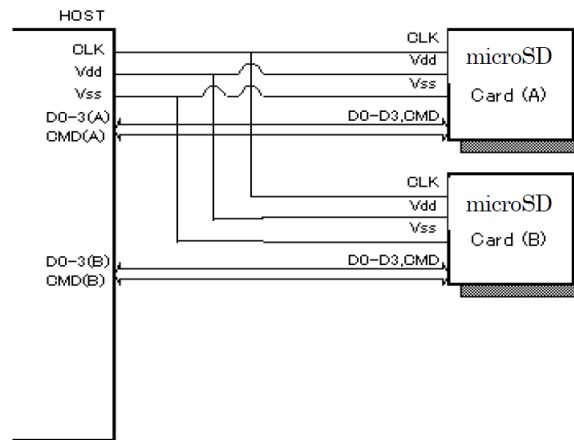 HOST
CLK
Vdd
Vss
D0-3(A)
CMD(A)
D0-3(B)
CMD(B)
CLK
Vdd
Vss
D0-D3,CMD
microSD
Card (A)
CLK
Vdd
Vss
D0-D3,CMD
microSD
Card (B)